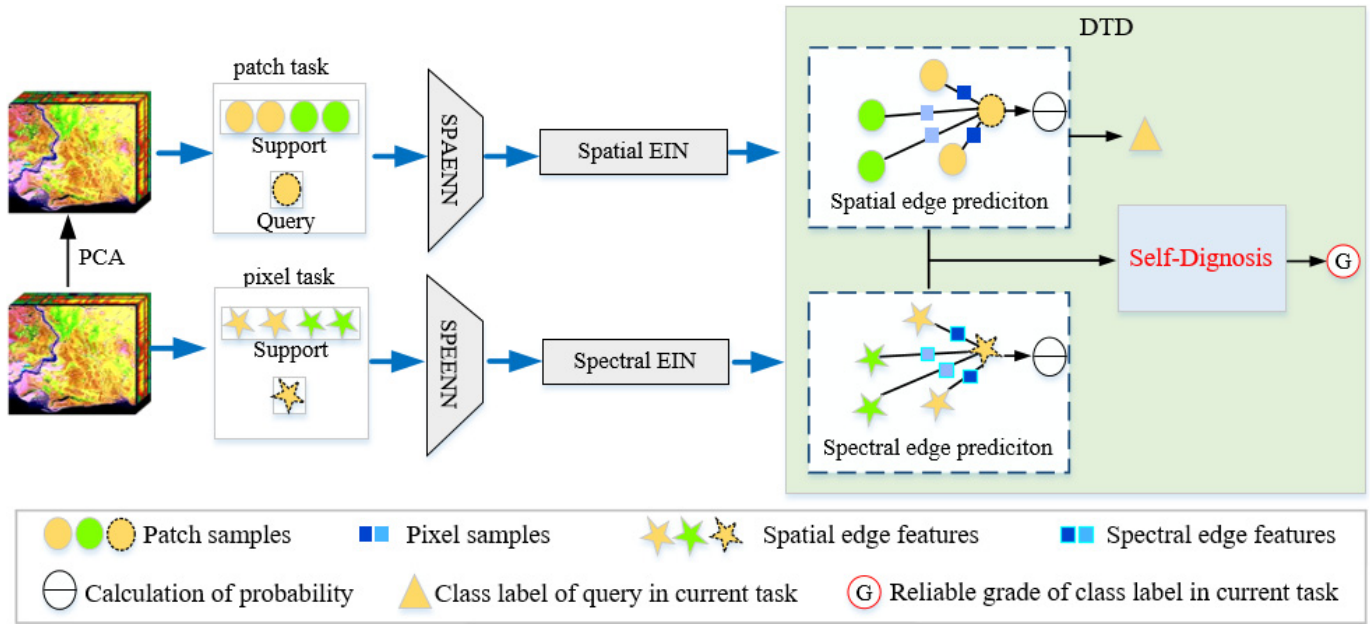 DTD
patch task
Support
Query
SPAENN
Spatial EIN
Spatial edge prediciton
PCA
pixel task
Support
SPEENN
Spectral EIN
Self-Dignosis
G
Spectral edge prediciton
Patch samples
Pixel samples
Spatial edge features
Spectral edge features
Calculation of probability
Class label of query in current task
G
Reliable grade of class label in current task